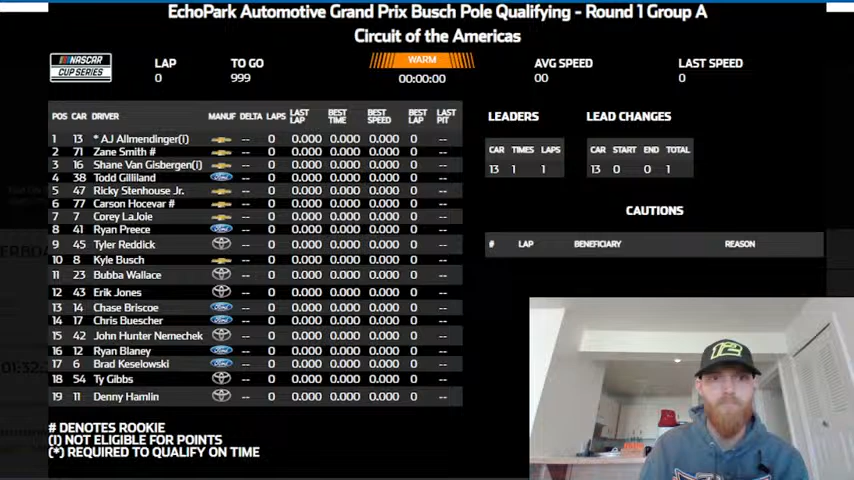 EchoPark Automotive Grand Prix Busch Pole Qualifying - Round 1 Group A
Circuit of the Americas
NASCAR CUP SERIES
LAP TO GO WARM AVG SPEED LAST SPEED
0 999 00:00:00 00 0
POS CAR DRIVER MANUF DELTA LAPS LAST LAP BEST TIME BEST SPEED BEST LAP LAST PIT
1 13 * AJ Allmendinger(i) -- 0 0.000 0.000 0.000 0 --
2 71 Zane Smith # -- 0 0.000 0.000 0.000 0 --
3 16 Shane Van Gisbergen(i) -- 0 0.000 0.000 0.000 0 --
4 38 Todd Gilliland Ford -- 0 0.000 0.000 0.000 0 --
5 47 Ricky Stenhouse Jr. -- 0 0.000 0.000 0.000 0 --
6 77 Carson Hocevar # -- 0 0.000 0.000 0.000 0 --
7 7 Corey LaJoie -- 0 0.000 0.000 0.000 0 --
8 41 Ryan Preece Ford -- 0 0.000 0.000 0.000 0 --
9 45 Tyler Reddick -- 0 0.000 0.000 0.000 0 --
10 8 Kyle Busch -- 0 0.000 0.000 0.000 0 --
11 23 Bubba Wallace -- 0 0.000 0.000 0.000 0 --
12 43 Erik Jones -- 0 0.000 0.000 0.000 0 --
13 14 Chase Briscoe Ford -- 0 0.000 0.000 0.000 0 --
14 17 Chris Buescher Ford -- 0 0.000 0.000 0.000 0 --
15 42 John Hunter Nemechek -- 0 0.000 0.000 0.000 0 --
16 12 Ryan Blaney Ford -- 0 0.000 0.000 0.000 0 --
17 6 Brad Keselowski Ford -- 0 0.000 0.000 0.000 0 --
18 54 Ty Gibbs -- 0 0.000 0.000 0.000 0 --
19 11 Denny Hamlin -- 0 0.000 0.000 0.000 0 --
# DENOTES ROOKIE
(I) NOT ELIGIBLE FOR POINTS
(*) REQUIRED TO QUALIFY ON TIME
LEADERS
CAR TIMES LAPS
13 1 1
LEAD CHANGES
CAR START END TOTAL
13 0 0 1
CAUTIONS
# LAP BENEFICIARY REASON
12